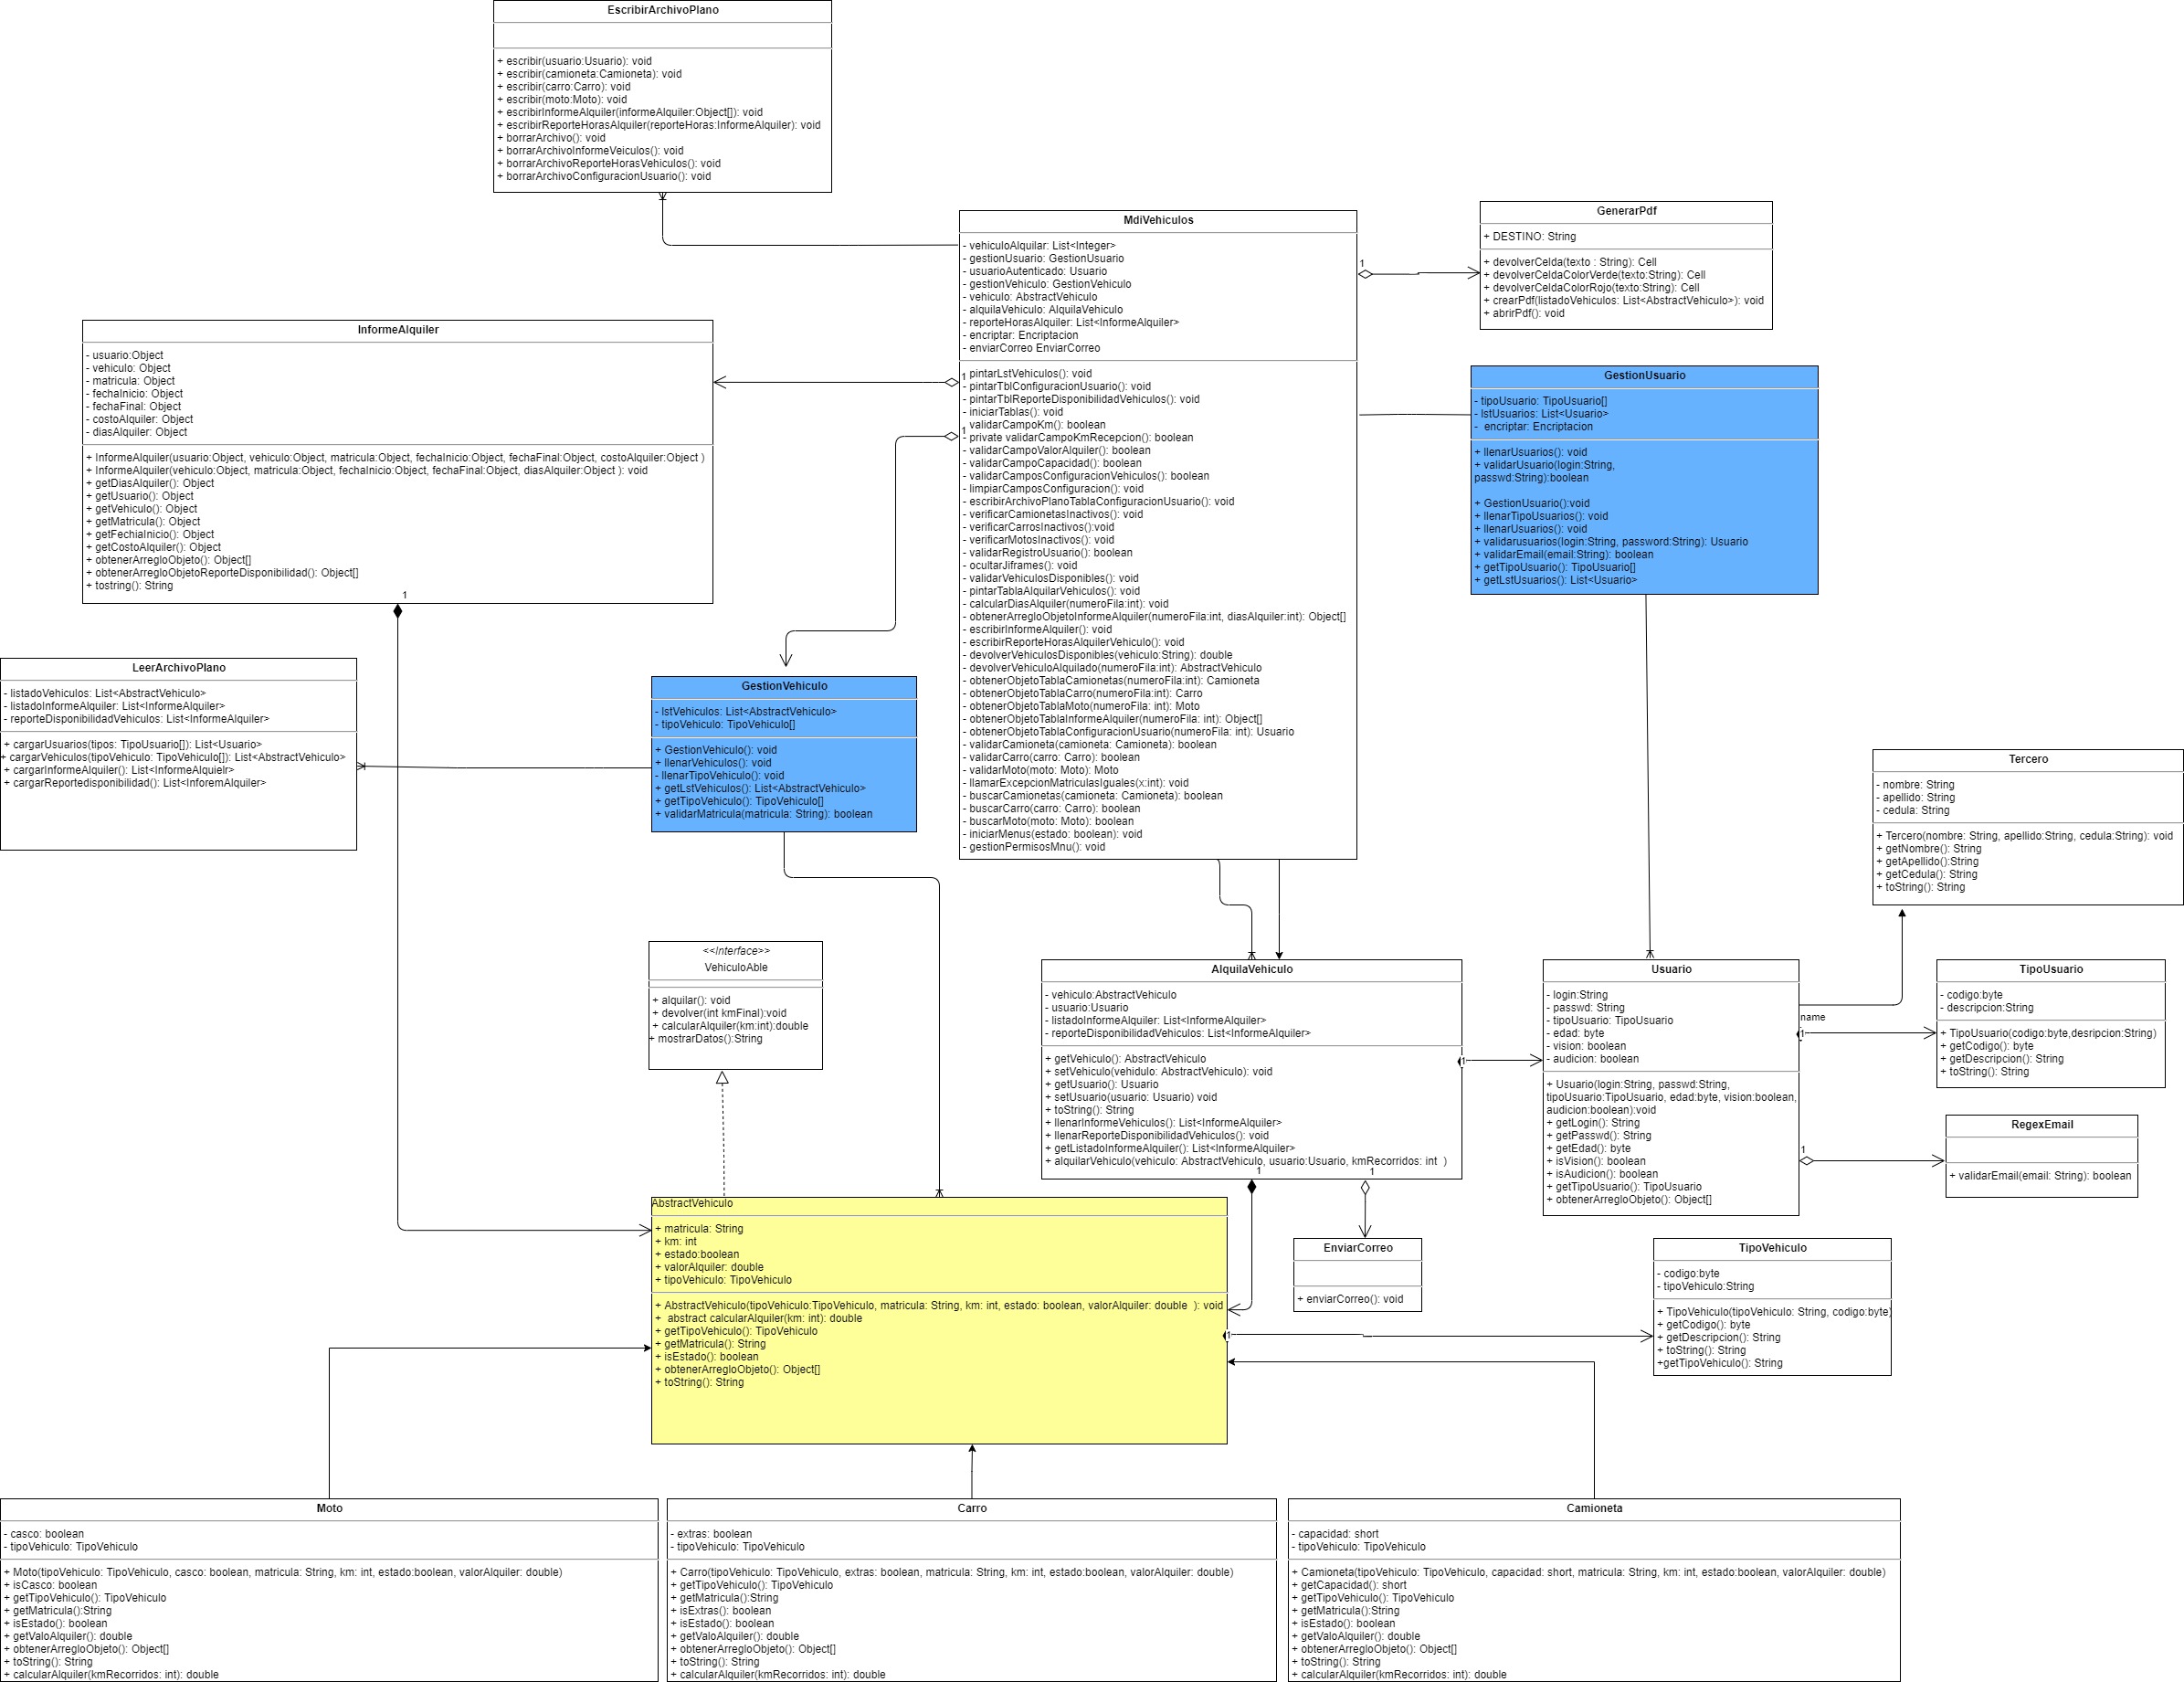 EscribirArchivoPlano
+ escribir(usuario:Usuario): void
+ escribir(camioneta:Camioneta): void
+ escribir(carro:Carro): void
+ escribir(moto:Moto): void
+ escribirInformeAlquiler(informeAlquiler:Object[]): void
+ escribirReporteHorasAlquiler(reporteHoras:InformeAlquiler): void
+ borrarArchivo(): void
+ borrarArchivoInformeVeiculos(): void
+ borrarArchivoReporteHorasVehiculos(): void
+ borrarArchivoConfiguracionUsuario(): void
MdiVehiculos
- vehiculoAlquilar: List<Integer>
- gestionUsuario: GestionUsuario
- usuarioAutenticado: Usuario
- gestionVehiculo: GestionVehiculo
- vehiculo: AbstractVehiculo
- alquilaVehiculo: AlquilaVehiculo
- reporteHorasAlquiler: List<InformeAlquiler>
- encriptar: Encriptacion
- enviarCorreo EnviarCorreo
pintarLstVehiculos(): void
- pintarTblConfiguracionUsuario(): void
- pintarTblReporteDisponibilidadVehiculos(): void
- iniciarTablas(): void
validarCampoKm(): boolean
- private validarCampoKmRecepcion(): boolean
- validarCampoValorAlquiler(): boolean
- validarCampoCapacidad(): boolean
- validarCamposConfiguracionVehiculos(): boolean
- limpiarCamposConfiguracion(): void
- escribirArchivoPlanoTablaConfiguracionUsuario(): void
- verificarCamionetasInactivos(): void
- verificarCarrosInactivos():void
- verificarMotosInactivos(): void
- validarRegistroUsuario(): boolean
- ocultarJiframes(): void
- validarVehiculosDisponibles(): void
- pintarTablaAlquilarVehiculos(): void
- calcularDiasAlquiler(numeroFila:int): void
- obtenerArregloObjetoInformeAlquiler(numeroFila:int, diasAlquiler:int): Object[]
- escribirInformeAlquiler(): void
- escribirReporteHorasAlquilerVehiculo(): void
- devolverVehiculosDisponibles(vehiculo:String): double
- devolverVehiculoAlquilado(numeroFila:int): AbstractVehiculo
- obtenerObjetoTablaCamionetas(numeroFila:int): Camioneta
- obtenerObjetoTablaCarro(numeroFila:int): Carro
- obtenerObjetoTablaMoto(numeroFila: int): Moto
- obtenerObjetoTablaInformeAlquiler(numeroFila: int): Object[]
- obtenerObjetoTablaConfiguracionUsuario(numeroFila: int): Usuario
- validarCamioneta(camioneta: Camioneta): boolean
- validarCarro(carro: Carro): boolean
- validarMoto(moto: Moto): Moto
- llamarExcepcionMatriculasIguales(x:int): void
- buscarCamionetas(camioneta: Camioneta): boolean
- buscarCarro(carro: Carro): boolean
- buscarMoto(moto: Moto): boolean
- iniciarMenus(estado: boolean): void
- gestionPermisosMnu(): void
1
1
1
GenerarPdf
+ DESTINO: String
+ devolverCelda(texto : String): Cell
+ devolverCeldaColorVerde(texto:String): Cell
+ devolverCeldaColorRojo(texto:String): Cell
+ crearPdf(listadoVehiculos: List<AbstractVehiculo>): void
+ abrirPdf(): void
InformeAlquiler
- usuario:Object
- vehiculo: Object
- matricula: Object
- fechaInicio: Object
- fechaFinal: Object
- costoAlquiler: Object
- diasAlquiler: Object
+ InformeAlquiler(usuario:Object, vehiculo:Object, matricula:Object, fechaInicio:Object, fechaFinal:Object, costoAlquiler:Object )
+ InformeAlquiler(vehiculo:Object, matricula:Object, fechaInicio:Object, fechaFinal:Object, diasAlquiler:Object ): void
+ getDiasAlquiler(): Object
+ getUsuario(): Object
+ getVehiculo(): Object
+ getMatricula(): Object
+ getFechiaInicio(): Object
+ getCostoAlquiler(): Object
+ obtenerArregloObjeto(): Object[]
+ obtenerArregloObjetoReporteDisponibilidad(): Object[]
+ tostring(): String
1
GestionUsuario
- tipoUsuario: TipoUsuario[]
- lstUsuarios: List<Usuario>
- encriptar: Encriptacion
+ llenarUsuarios(): void
+ validarUsuario(login:String,
passwd:String):boolean
+ GestionUsuario():void
+ llenarTipoUsuarios(): void
+ llenarUsuarios(): void
+ validarusuarios(login:String, password:String): Usuario
+ validarEmail(email:String): boolean
+ getTipoUsuario(): TipoUsuario[]
+ getLstUsuarios(): List<Usuario>
LeerArchivoPlano
- listadoVehiculos: List<AbstractVehiculo>
- listadoInformeAlquiler: List<InformeAlquiler>
- reporteDisponibilidadVehiculos: List<InformeAlquiler>
+ cargarUsuarios(tipos: TipoUsuario[]): List<Usuario>
+ cargarVehiculos(tipoVehiculo: TipoVehiculo[]): List<AbstractVehiculo>
+ cargarInformeAlquiler(): List<InformeAlquielr>
+ cargarReportedisponibilidad(): List<InforemAlquiler>
GestionVehiculo
- lstVehiculos: List<AbstractVehiculo>
- tipoVehiculo: TipoVehiculo[]
+ GestionVehiculo(): void
+ llenarVehiculos(): void
- llenarTipoVehiculo(): void
+ getLstVehiculos(): List<AbstractVehiculo>
+ getTipoVehiculo(): TipoVehiculo[]
+ validarMatricula(matricula: String): boolean
Tercero
- nombre: String
- apellido: String
- cedula: String
+ Tercero(nombre: String, apellido:String, cedula:String): void
+ getNombre(): String
+ getApellido():String
+ getCedula(): String
+ toString(): String
<<Interface>>
VehiculoAble
+ alquilar(): void
+ devolver(int kmFinal):void
+ calcularAlquiler(km:int):double
+ mostrarDatos():String
AlquilaVehiculo
- vehiculo:AbstractVehiculo
- usuario:Usuario
- listadoInformeAlquiler: List<InformeAlquiler>
- reporteDisponibilidadVehiculos: List<InformeAlquiler>
+ getVehiculo(): AbstractVehiculo
+ setVehiculo(vehidulo: AbstractVehiculo): void
+ getUsuario(): Usuario
+ setUsuario(usuario: Usuario) void
+ toString(): String
+ llenarInformeVehiculos(): List<InformeAlquiler>
+ llenarReporteDisponibilidadVehiculos(): void
+ getListadoInformeAlquiler(): List<InformeAlquiler>
+ alquilarVehiculo(vehiculo: AbstractVehiculo, usuario:Usuario, kmRecorridos: int )
1
1
1
Usuario
- login:String
- passwd: String
- tipoUsuario: TipoUsuario
- edad: byte
- vision: boolean
- audicion: boolean
+ Usuario(login:String, passwd:String,
tipoUsuario:TipoUsuario, edad:byte, vision:boolean,
audicion:boolean):void
+ getLogin(): String
+ getPasswd(): String
+ getEdad(): byte
+ isVision(): boolean
+ isAudicion(): boolean
+ getTipoUsuario(): TipoUsuario
+ obtenerArregloObjeto(): Object[]
name
1
1
TipoUsuario
- codigo:byte
- descripcion:String
+ TipoUsuario(codigo:byte,desripcion:String)
+ getCodigo(): byte
+ getDescripcion(): String
+ toString(): String
RegexEmail
+ validarEmail(email: String): boolean
AbstractVehiculo
+ matricula: String
+ km: int
+ estado:boolean
+ valorAlquiler: double
+ tipoVehiculo: TipoVehiculo
+ AbstractVehiculo(tipoVehiculo:TipoVehiculo, matricula: String, km: int, estado: boolean, valorAlquiler: double ): void
+ abstract calcularAlquiler(km: int): double
+ getTipoVehiculo(): TipoVehiculo
+ getMatricula(): String
+ isEstado(): boolean
+ obtenerArregloObjeto(): Object[]
+ toString(): String
1
EnviarCorreo
+ enviarCorreo(): void
TipoVehiculo
- codigo:byte
- tipoVehiculo:String
+ TipoVehiculo(tipoVehiculo: String, codigo:byte)
+ getCodigo(): byte
+ getDescripcion(): String
+ toString(): String
+getTipoVehiculo(): String
Moto
- casco: boolean
- tipoVehiculo: TipoVehiculo
+ Moto(tipoVehiculo: TipoVehiculo, casco: boolean, matricula: String, km: int, estado:boolean, valorAlquiler: double)
+ isCasco: boolean
+ getTipoVehiculo(): TipoVehiculo
+ getMatricula():String
+ isEstado(): boolean
+ getValoAlquiler(): double
+ obtenerArregloObjeto(): Object[]
+ toString(): String
+ calcularAlquiler(kmRecorridos: int): double
Carro
- extras: boolean
- tipoVehiculo: TipoVehiculo
+ Carro(tipoVehiculo: TipoVehiculo, extras: boolean, matricula: String, km: int, estado:boolean, valorAlquiler: double)
+ getTipoVehiculo(): TipoVehiculo
+ getMatricula():String
+ isExtras(): boolean
+ isEstado(): boolean
+ getValoAlquiler(): double
+ obtenerArregloObjeto(): Object[]
+ toString(): String
+ calcularAlquiler(kmRecorridos: int): double
Camioneta
- capacidad: short
- tipoVehiculo: TipoVehiculo
+ Camioneta(tipoVehiculo: TipoVehiculo, capacidad: short, matricula: String, km: int, estado:boolean, valorAlquiler: double)
+ getCapacidad(): short
+ getTipoVehiculo(): TipoVehiculo
+ getMatricula():String
+ isEstado(): boolean
+ getValoAlquiler(): double
+ obtenerArregloObjeto(): Object[]
+ toString(): String
+ calcularAlquiler(kmRecorridos: int): double